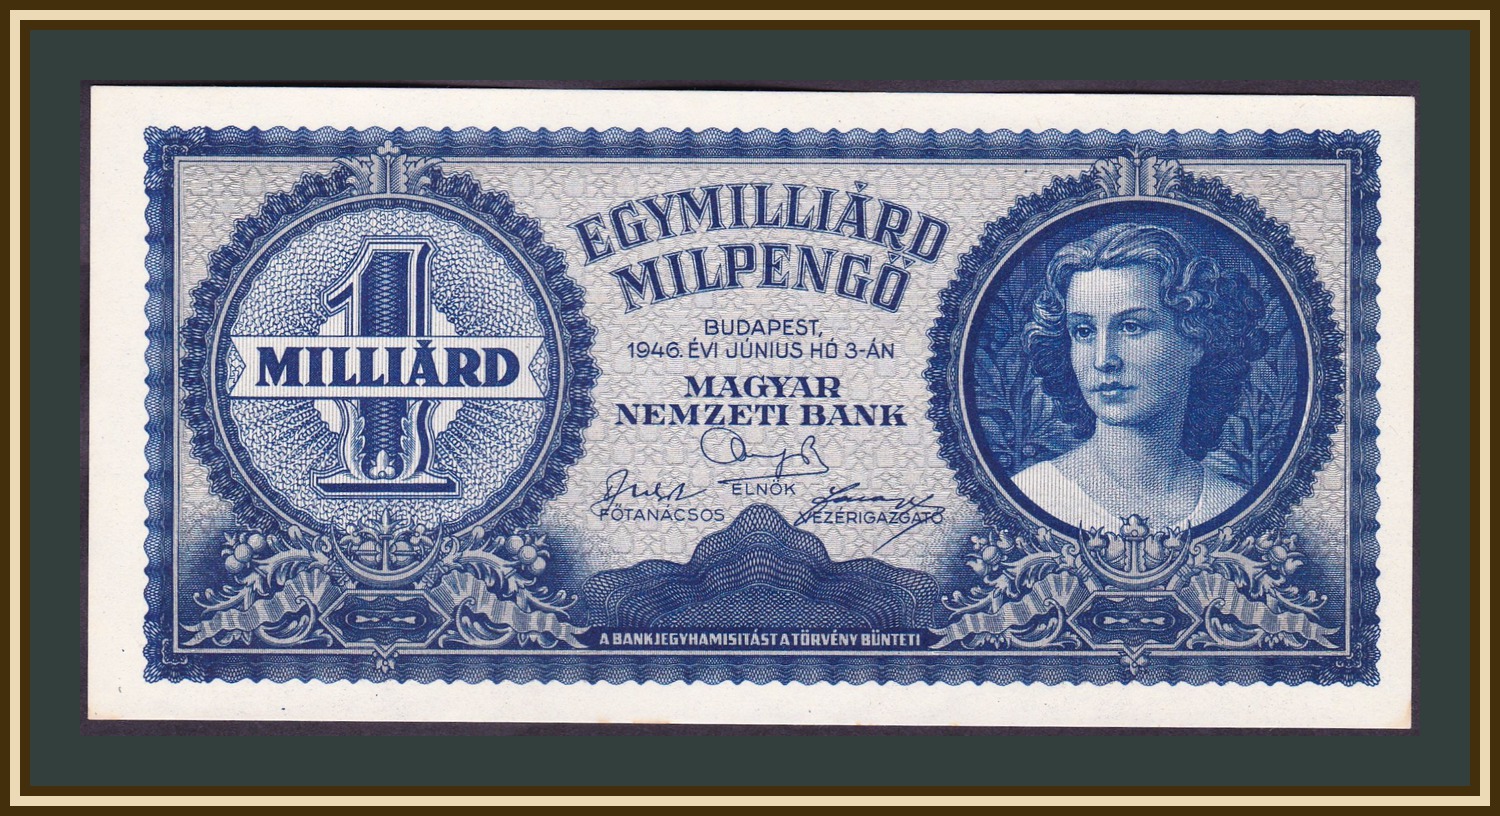 EGYMILLIÁRD
MILPENGŐ
1
MILLIÁRD
BUDAPEST,
1946. ÉVI JÚNIUS HÓ 3-ÁN
MAGYAR
NEMZETI BANK
ELNÖK
FŐTANÁCSOS
VEZÉRIGAZGATÓ
A BANKJEGYHAMISITÁST A TÖRVÉNY BÜNTETI